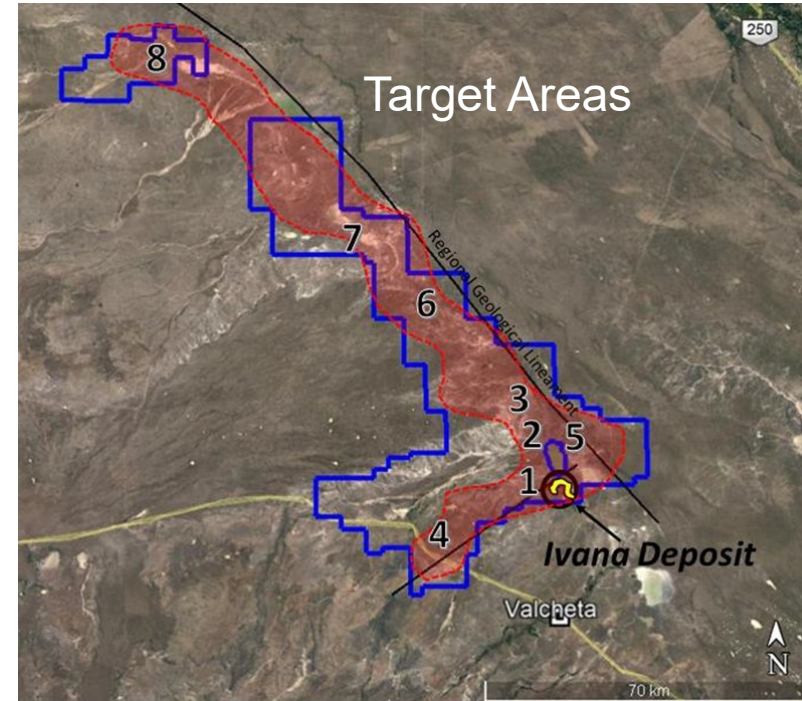 250
8
Target Areas
7
Regional Geological Lineament
6
3
2
5
1
4
Ivana Deposit
Valcheta
N
70 km